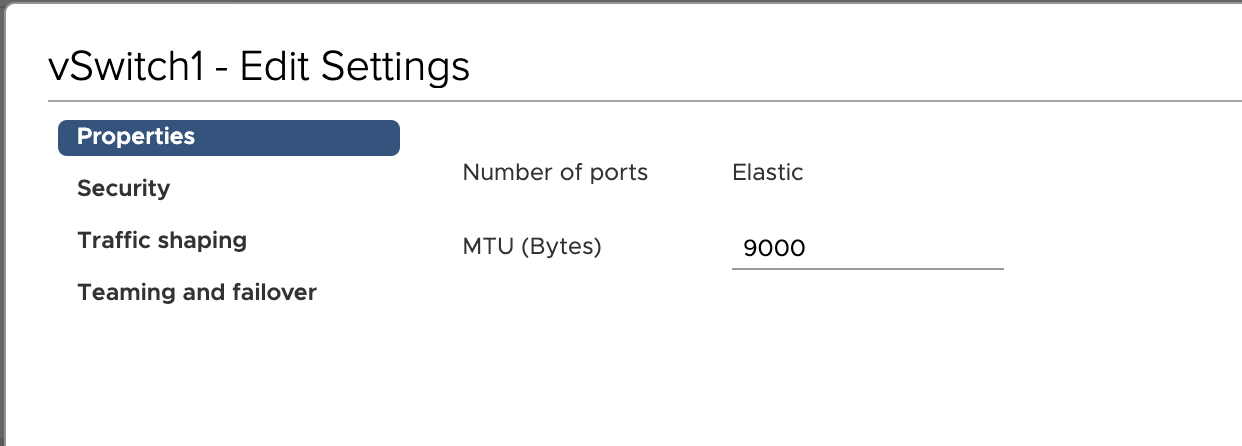 vSwitch1 - Edit Settings
Properties
Security
Traffic shaping
Teaming and failover
Number of ports Elastic
MTU (Bytes) 9000